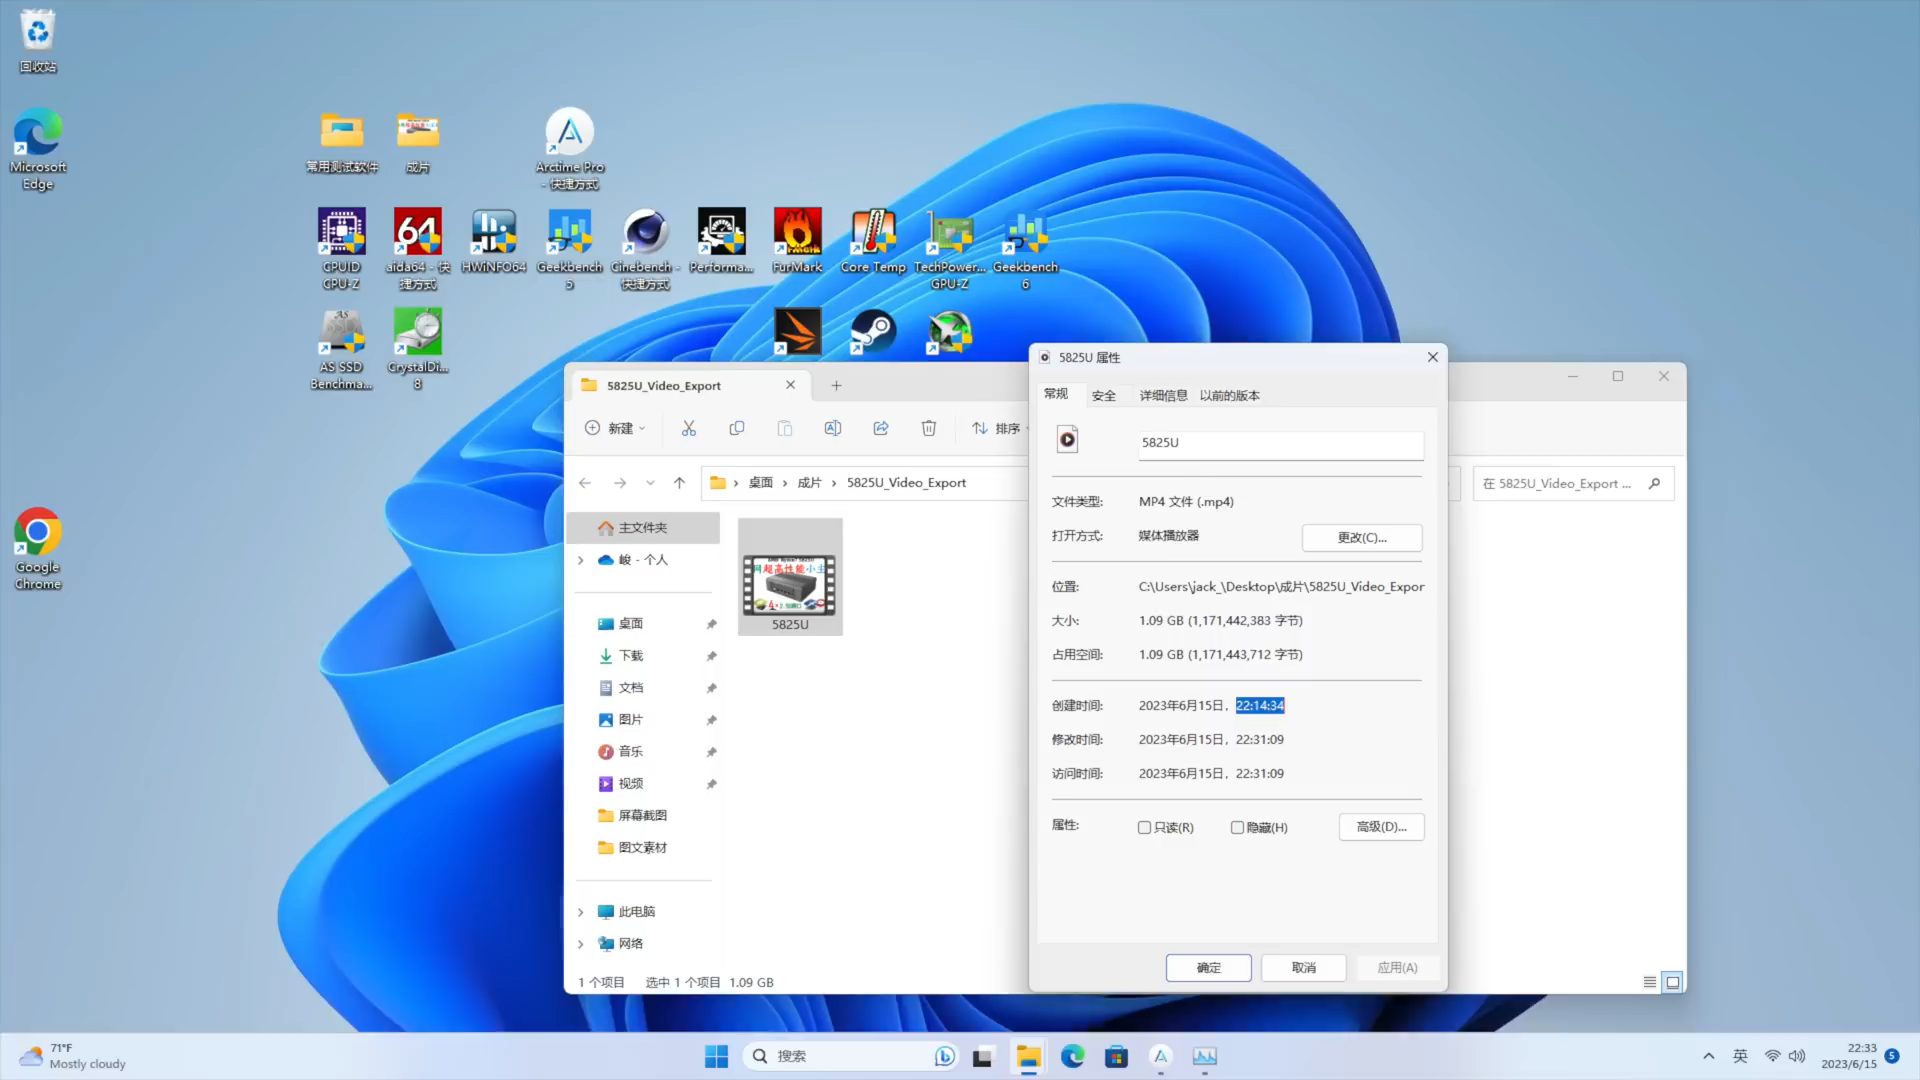 回收站
Microsoft
Edge
常用测试软件
成片
Arctime Pro
- 快捷方式
CPUID
CPU-Z
aida64 - 快
捷方式
HWiNFO64
Geekbench
5
Cinebench -
快捷方式
Performa...
FurMark
Core Temp
TechPower...
GPU-Z
Geekbench
6
AS SSD
Benchma...
CrystalDi...
8
Google
Chrome
5825U_Video_Export
新建
排序
桌面 › 成片 › 5825U_Video_Export
在 5825U_Video_Export ...
主文件夹
峻 - 个人
桌面
下载
文档
图片
音乐
视频
屏幕截图
图文素材
此电脑
网络
网超高性能小主
5825U
1 个项目 选中 1 个项目 1.09 GB
5825U 属性
常规 安全 详细信息 以前的版本
5825U
文件类型: MP4 文件 (.mp4)
打开方式: 媒体播放器 更改(C)...
位置: C:\Users\jack_\Desktop\成片\5825U_Video_Expor
大小: 1.09 GB (1,171,442,383 字节)
占用空间: 1.09 GB (1,171,443,712 字节)
创建时间: 2023年6月15日，22:14:34
修改时间: 2023年6月15日，22:31:09
访问时间: 2023年6月15日，22:31:09
属性: 只读(R) 隐藏(H) 高级(D)...
确定 取消 应用(A)
71°F
Mostly cloudy
搜索
英
22:33
2023/6/15
5